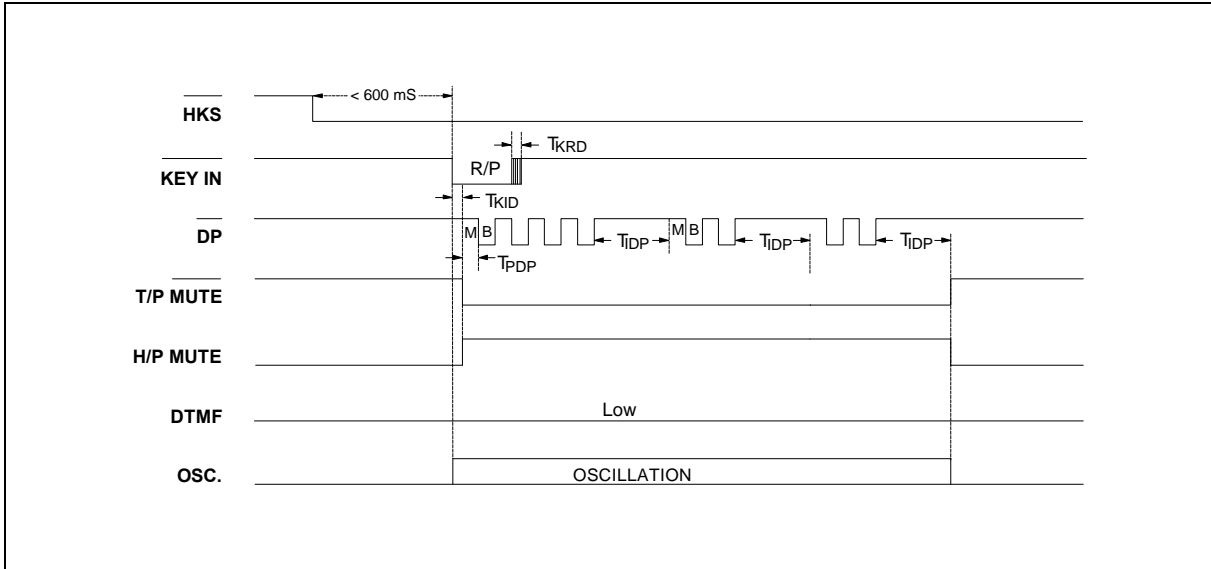 < 600 mS
HKS
TKRD
R/P
KEY IN
TKID
DP
M B TIDP M B TIDP TIDP
TPDP
T/P MUTE
H/P MUTE
Low
DTMF
OSC. OSCILLATION